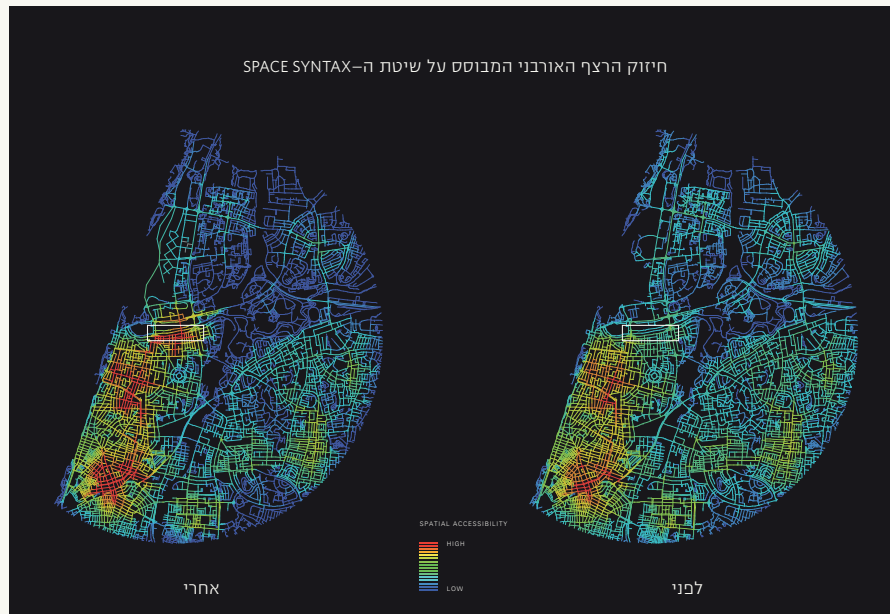 חיזוק הרצף האורבני המבוסס על שיטת ה–SPACE SYNTAX
SPATIAL ACCESSIBILITY
HIGH
LOW
לפני
אחרי